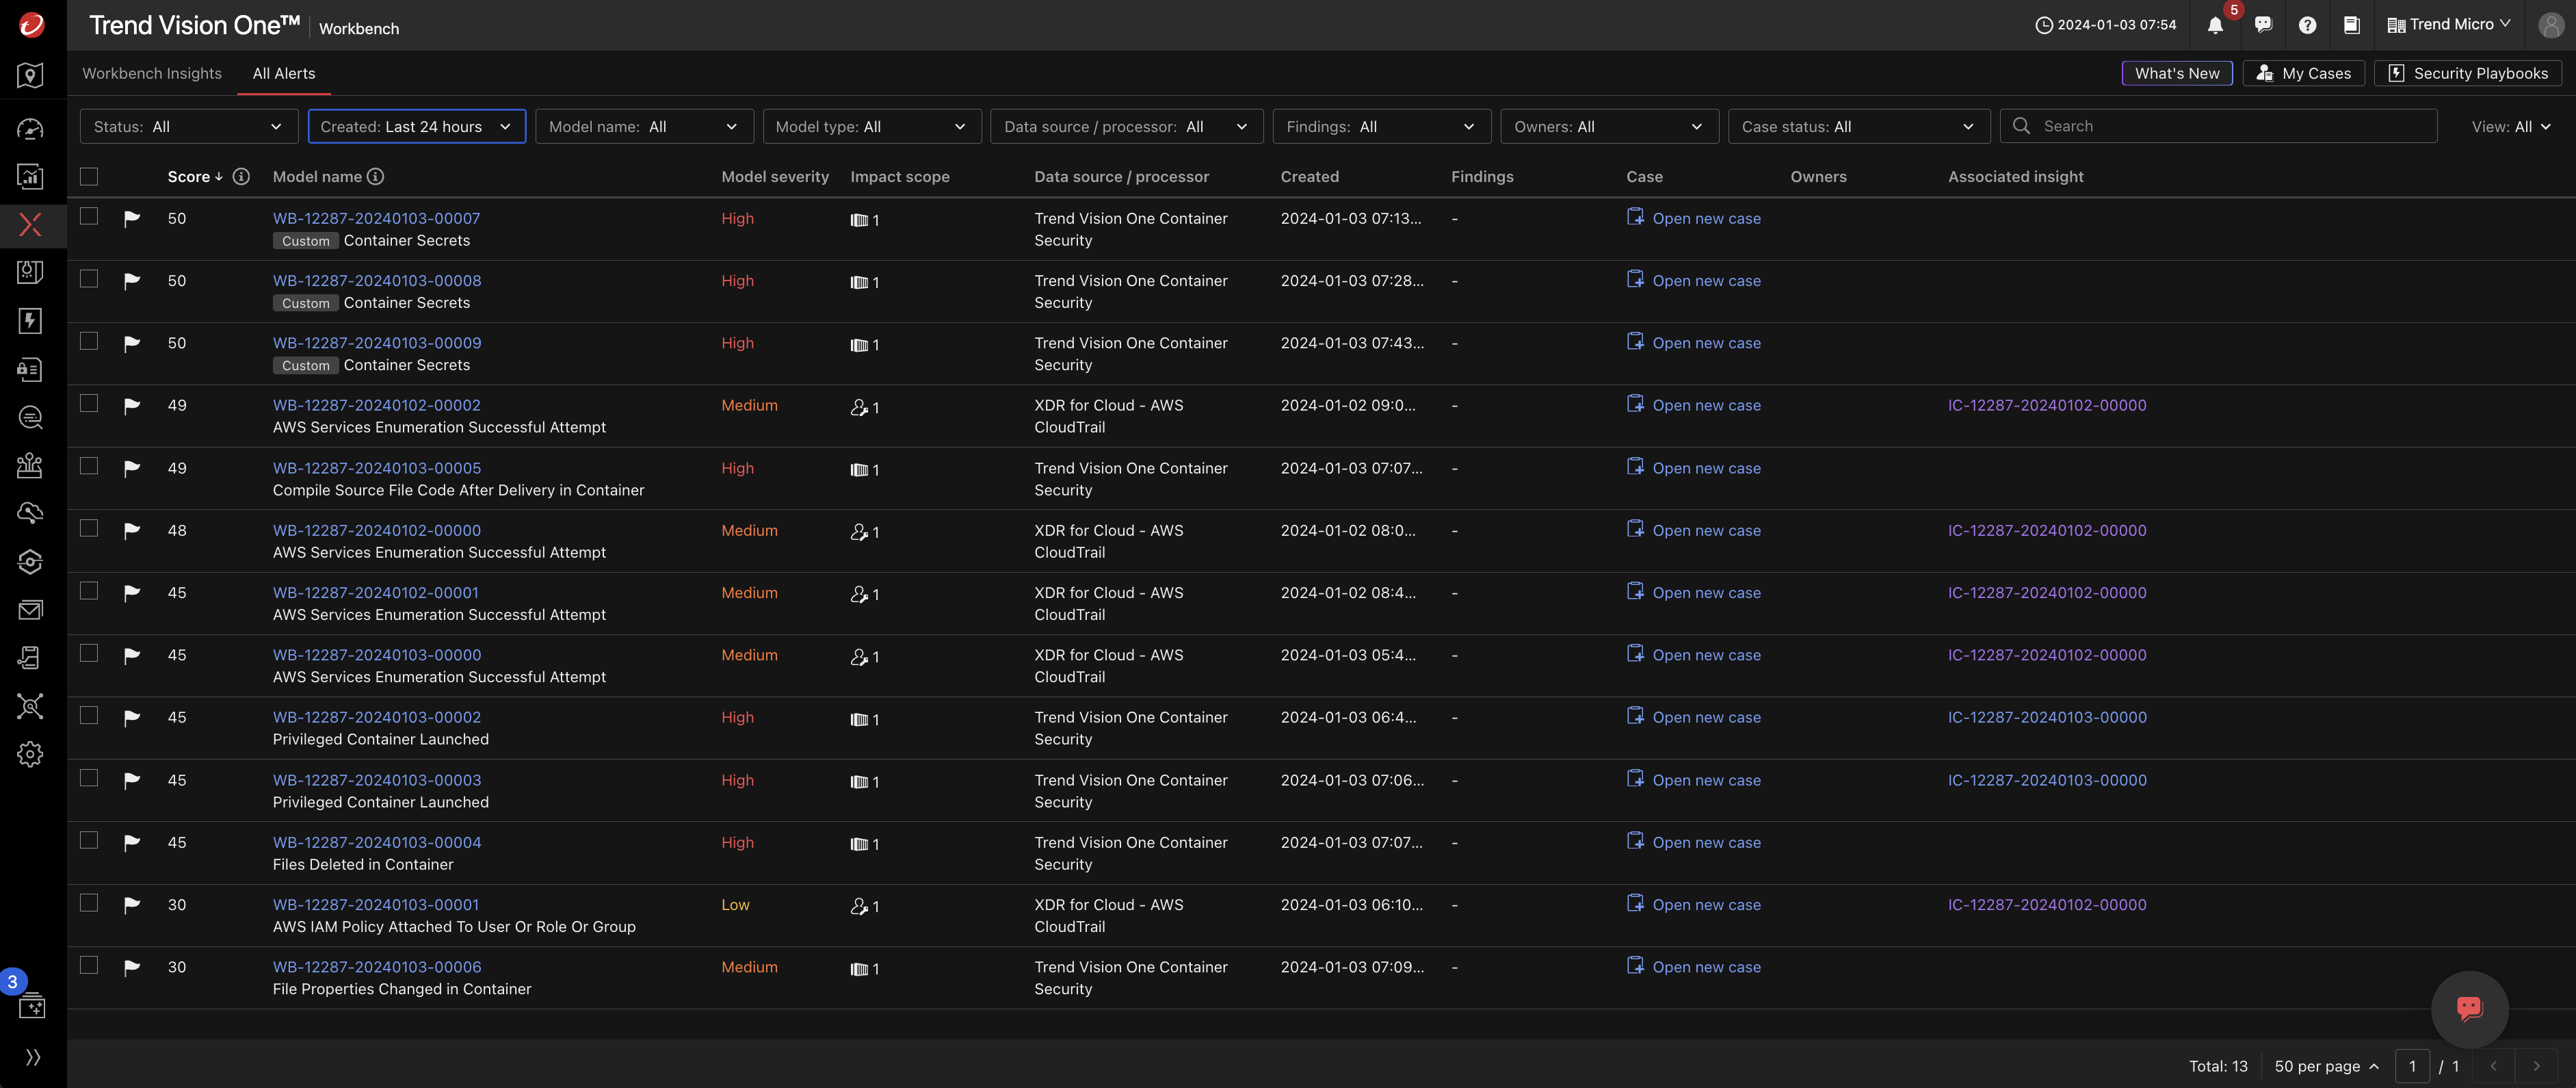 Trend Vision One™ | Workbench
2024-01-03 07:54
5
Trend Micro
Workbench Insights
All Alerts
What's New
My Cases
Security Playbooks
Status: All
Created: Last 24 hours
Model name: All
Model type: All
Data source / processor: All
Findings: All
Owners: All
Case status: All
Search
View: All
Score Model name Model severity Impact scope Data source / processor Created Findings Case Owners Associated insight
50 WB-12287-20240103-00007 High 1 Trend Vision One Container 2024-01-03 07:13... - Open new case
Custom Container Secrets Security
50 WB-12287-20240103-00008 High 1 Trend Vision One Container 2024-01-03 07:28... - Open new case
Custom Container Secrets Security
50 WB-12287-20240103-00009 High 1 Trend Vision One Container 2024-01-03 07:43... - Open new case
Custom Container Secrets Security
49 WB-12287-20240102-00002 Medium 1 XDR for Cloud - AWS 2024-01-02 09:0... - Open new case IC-12287-20240102-00000
AWS Services Enumeration Successful Attempt CloudTrail
49 WB-12287-20240103-00005 High 1 Trend Vision One Container 2024-01-03 07:07... - Open new case
Compile Source File Code After Delivery in Container Security
48 WB-12287-20240102-00000 Medium 1 XDR for Cloud - AWS 2024-01-02 08:0... - Open new case IC-12287-20240102-00000
AWS Services Enumeration Successful Attempt CloudTrail
45 WB-12287-20240102-00001 Medium 1 XDR for Cloud - AWS 2024-01-02 08:4... - Open new case IC-12287-20240102-00000
AWS Services Enumeration Successful Attempt CloudTrail
45 WB-12287-20240103-00000 Medium 1 XDR for Cloud - AWS 2024-01-03 05:4... - Open new case IC-12287-20240102-00000
AWS Services Enumeration Successful Attempt CloudTrail
45 WB-12287-20240103-00002 High 1 Trend Vision One Container 2024-01-03 06:4... - Open new case IC-12287-20240103-00000
Privileged Container Launched Security
45 WB-12287-20240103-00003 High 1 Trend Vision One Container 2024-01-03 07:06... - Open new case IC-12287-20240103-00000
Privileged Container Launched Security
45 WB-12287-20240103-00004 High 1 Trend Vision One Container 2024-01-03 07:07... - Open new case
Files Deleted in Container Security
30 WB-12287-20240103-00001 Low 1 XDR for Cloud - AWS 2024-01-03 06:10... - Open new case IC-12287-20240102-00000
AWS IAM Policy Attached To User Or Role Or Group CloudTrail
30 WB-12287-20240103-00006 Medium 1 Trend Vision One Container 2024-01-03 07:09... - Open new case
File Properties Changed in Container Security
3
Total: 13 50 per page 1 / 1